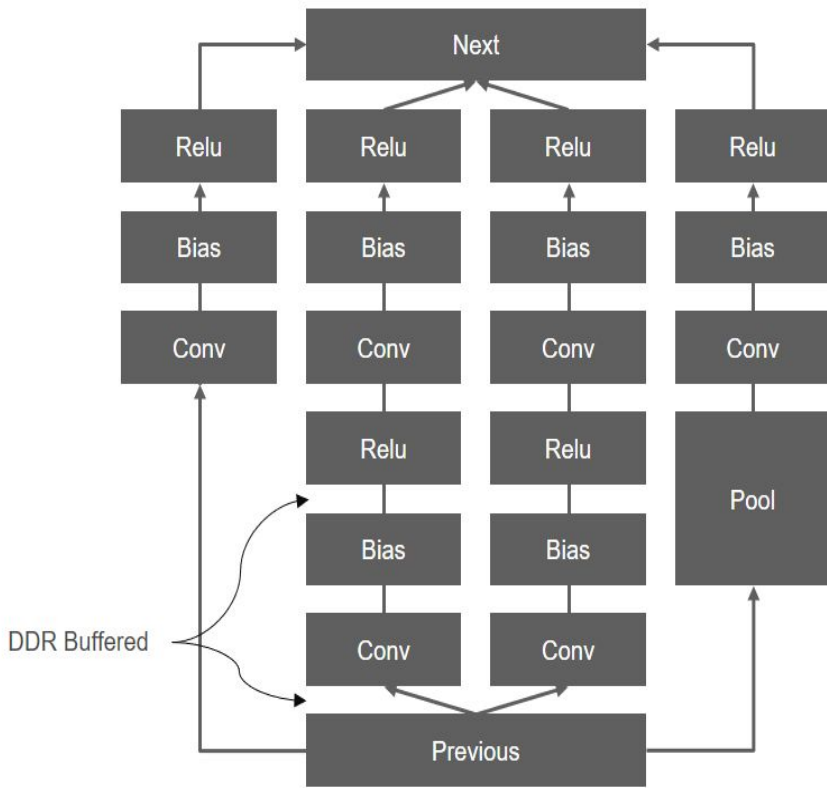 Next
Relu
Relu
Relu
Relu
Bias
Bias
Bias
Bias
Conv
Conv
Conv
Conv
Relu
Relu
Pool
Bias
Bias
DDR Buffered
Conv
Conv
Previous